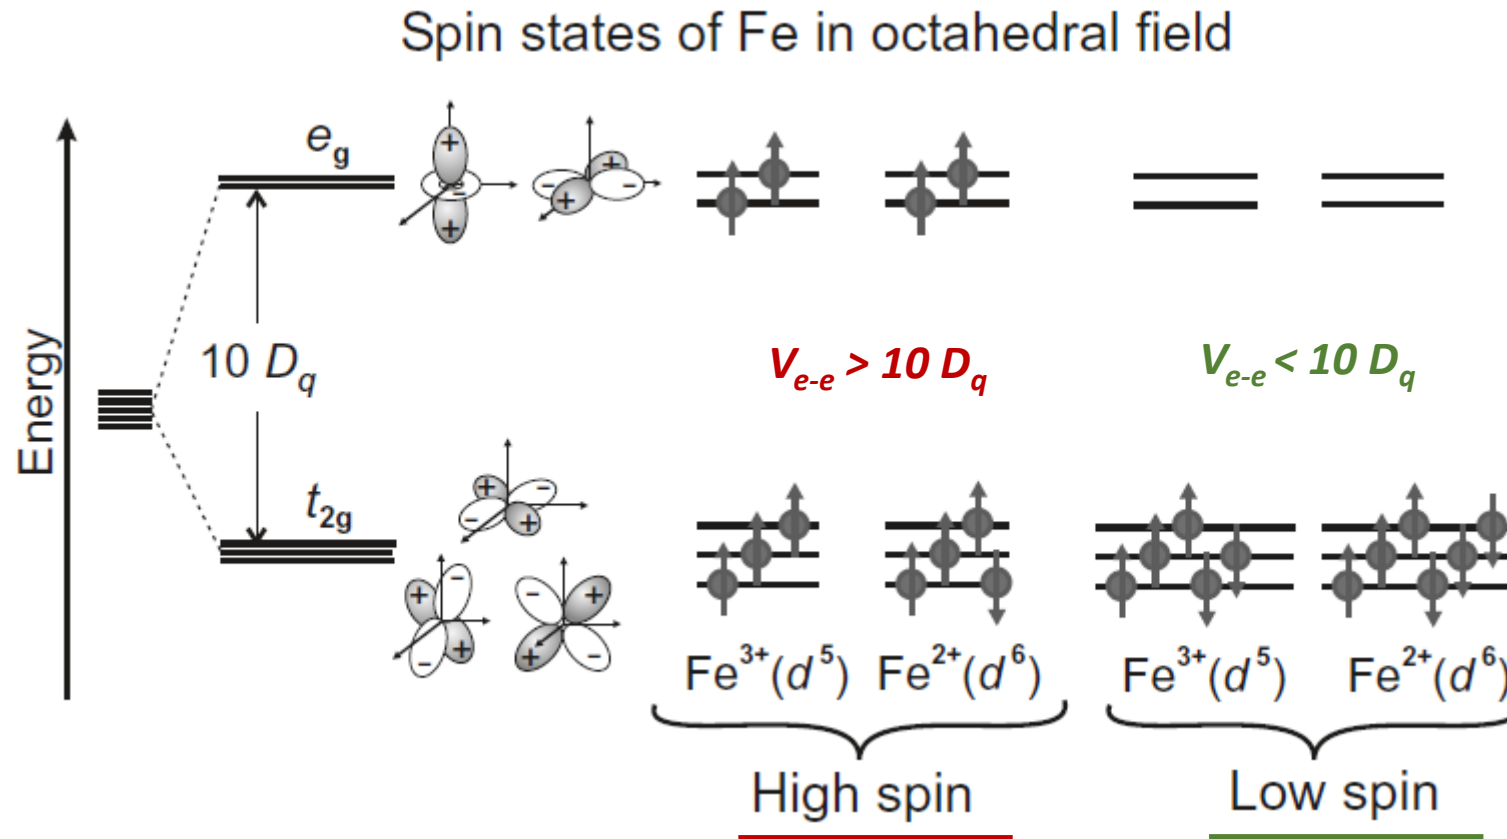 Spin states of Fe in octahedral field
Energy
e_g
10 D_q
t_2g
+
-
+
+
-
-
+
+
-
-
+
+
-
+
-
-
+
+
-
V_e-e > 10 D_q
V_e-e < 10 D_q
Fe³⁺(d⁵) Fe²⁺(d⁶)
Fe³⁺(d⁵) Fe²⁺(d⁶)
High spin
Low spin